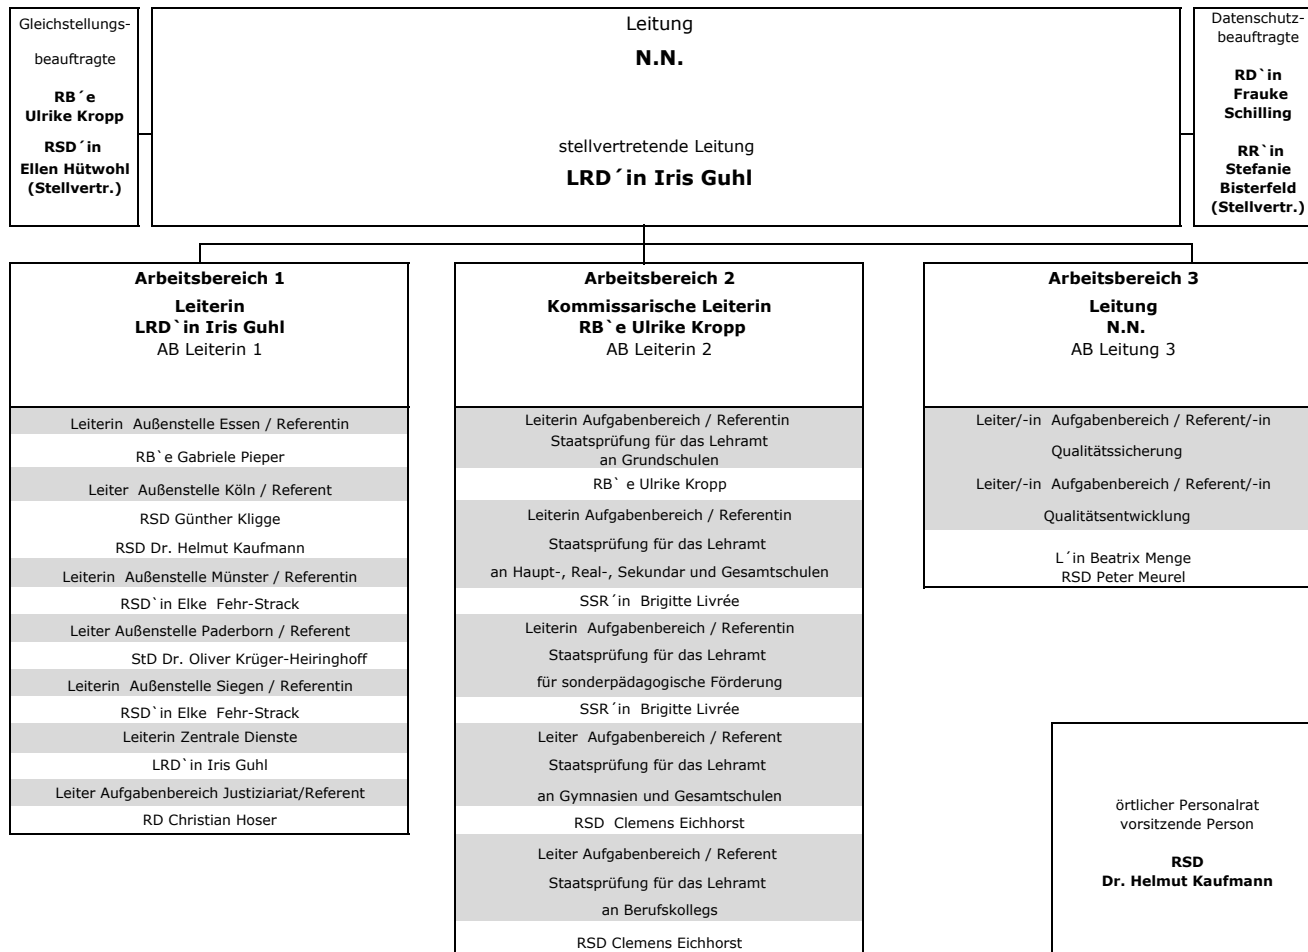 Gleichstellungs-
beauftragte
RB´e
Ulrike Kropp
RSD´in
Ellen Hütwohl
(Stellvertr.)
Leitung
N.N.
stellvertretende Leitung
LRD´in Iris Guhl
Datenschutz-
beauftragte
RD`in
Frauke
Schilling
RR`in
Stefanie
Bisterfeld
(Stellvertr.)
Arbeitsbereich 1
Leiterin
LRD`in Iris Guhl
AB Leiterin 1
Leiterin Außenstelle Essen / Referentin
RB`e Gabriele Pieper
Leiter Außenstelle Köln / Referent
RSD Günther Kligge
RSD Dr. Helmut Kaufmann
Leiterin Außenstelle Münster / Referentin
RSD`in Elke Fehr-Strack
Leiter Außenstelle Paderborn / Referent
StD Dr. Oliver Krüger-Heiringhoff
Leiterin Außenstelle Siegen / Referentin
RSD`in Elke Fehr-Strack
Leiterin Zentrale Dienste
LRD`in Iris Guhl
Leiter Aufgabenbereich Justiziariat/Referent
RD Christian Hoser
Arbeitsbereich 2
Kommissarische Leiterin
RB`e Ulrike Kropp
AB Leiterin 2
Leiterin Aufgabenbereich / Referentin
Staatsprüfung für das Lehramt
an Grundschulen
RB` e Ulrike Kropp
Leiterin Aufgabenbereich / Referentin
Staatsprüfung für das Lehramt
an Haupt-, Real-, Sekundar und Gesamtschulen
SSR´in Brigitte Livrée
Leiterin Aufgabenbereich / Referentin
Staatsprüfung für das Lehramt
für sonderpädagogische Förderung
SSR´in Brigitte Livrée
Leiter Aufgabenbereich / Referent
Staatsprüfung für das Lehramt
an Gymnasien und Gesamtschulen
RSD Clemens Eichhorst
Leiter Aufgabenbereich / Referent
Staatsprüfung für das Lehramt
an Berufskollegs
RSD Clemens Eichhorst
Arbeitsbereich 3
Leitung
N.N.
AB Leitung 3
Leiter/-in Aufgabenbereich / Referent/-in
Qualitätssicherung
Leiter/-in Aufgabenbereich / Referent/-in
Qualitätsentwicklung
L´in Beatrix Menge
RSD Peter Meurel
örtlicher Personalrat
vorsitzende Person
RSD
Dr. Helmut Kaufmann